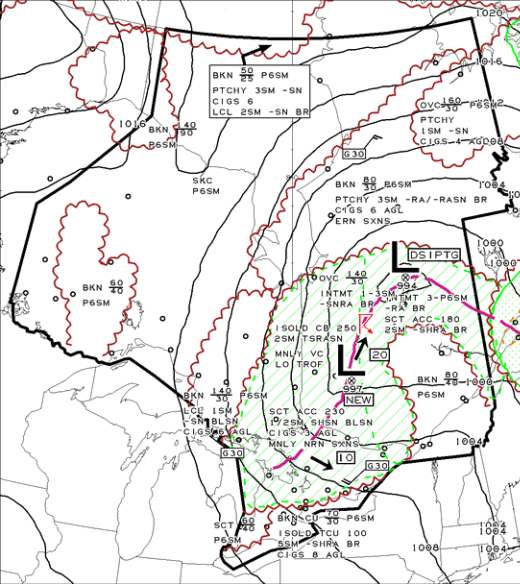 1020
1016
BKN 50/25 P6SM
PTCHY 3SM -SN
CIGS 6
LCL 2SM -SN BR
OVC 160/30 P6SM
PTCHY
1SM -SN
CIGS 4 AGL
1016
BKN 140/90
P6SM
G30
SKC
P6SM
BKN 80/30 P6SM
PTCHY 3SM -RA/-RASN BR
CIGS 6 AGL
ERN SXNS
1004
1000
1000
DSIPTG
994
BKN 60/40
P6SM
OVC 140/30
INTMT 1-3SM
-SNRA BR
INTMT 3-P6SM
-RA BR
SCT ACC 180
2SM -SHRA BR
ISOLD CB 250
2SM TSRASN
MNLY VC
LO TROF
20
L
L
997
NEW
BKN 80/40
1000
BKN 140/30 P6SM
LCL 1SM
-SN BLSN
CIGS 6 AGL
SCT ACC 230
1/2SM SHSN BLSN
CIGS 3 AGL
MNLY NRN SXNS
1004
G30
10
G30
SCT 60/40
P6SM
BKN CU 70/30 P6SM
ISOLD TCU 100
5SM -SHRA BR
CIGS 8 AGL
1008
1004
1004